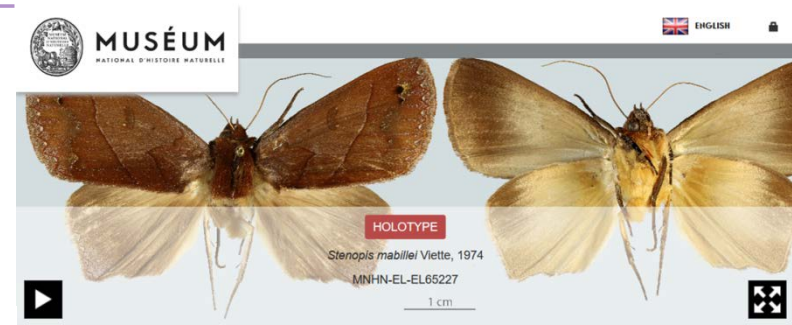 MUSÉUM
NATIONAL D'HISTOIRE NATURELLE
ENGLISH
HOLOTYPE
Stenopis mabillei Viette, 1974
MNHN-EL-EL65227
1 cm